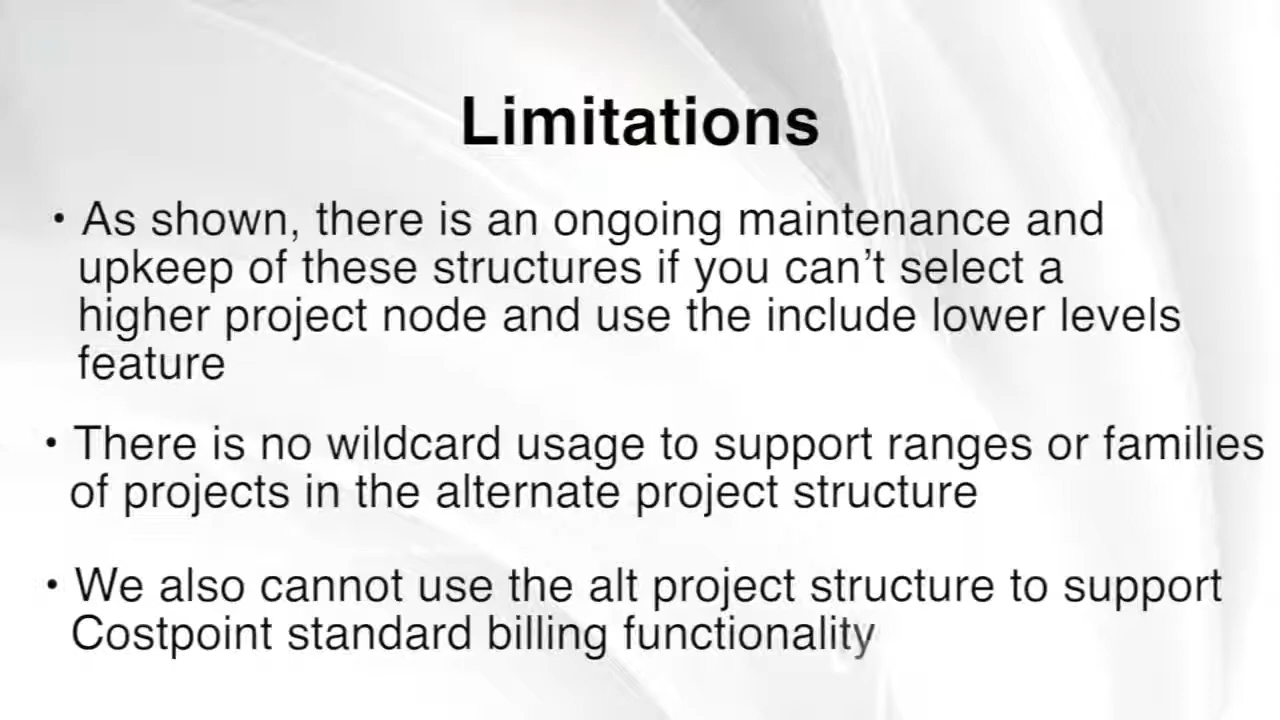 Limitations
• As shown, there is an ongoing maintenance and
upkeep of these structures if you can’t select a
higher project node and use the include lower levels
feature
• There is no wildcard usage to support ranges or families
of projects in the alternate project structure
• We also cannot use the alt project structure to support
Costpoint standard billing functionality